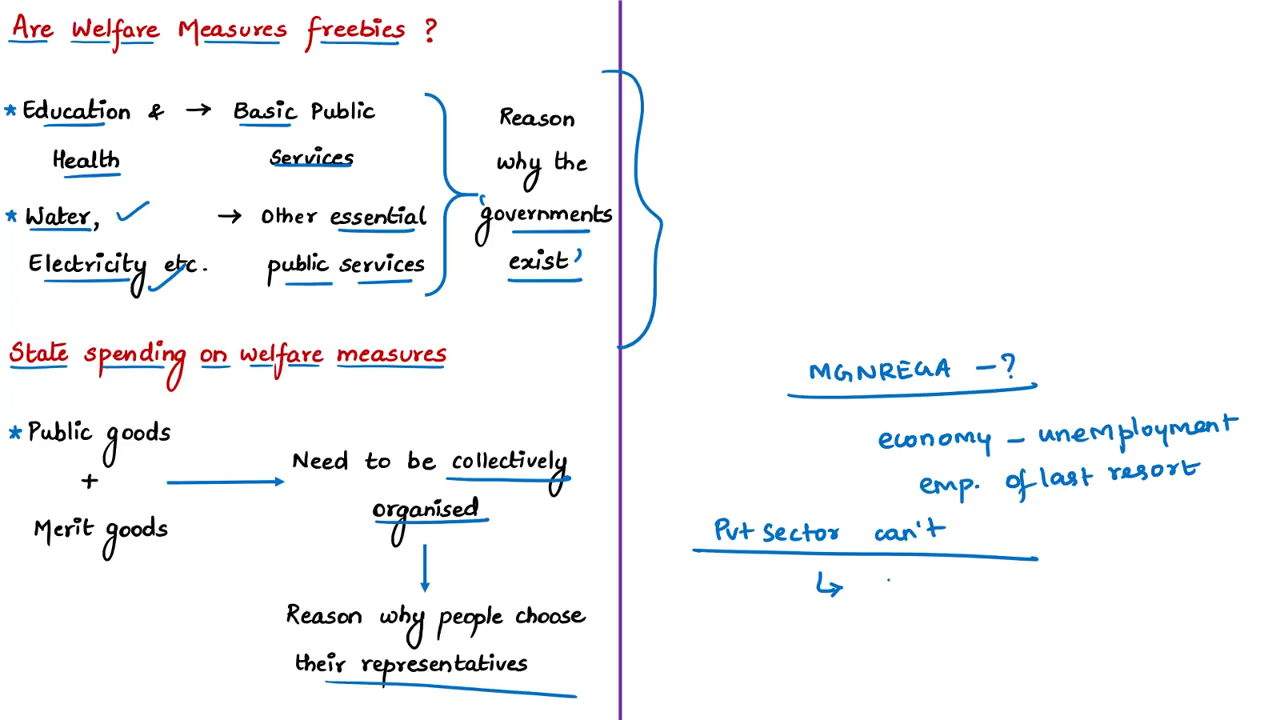 Are Welfare Measures freebies ?
* Education & → Basic Public
Health Services
* Water, → Other essential
Electricity etc. public services
Reason
why the
'governments
exist'
State spending on welfare measures
* Public goods
+
Merit goods
Need to be collectively
organised
Reason why people choose
their representatives
MGNREGA - ?
economy - unemployment
emp. of last resort
Pvt Sector can't
↳